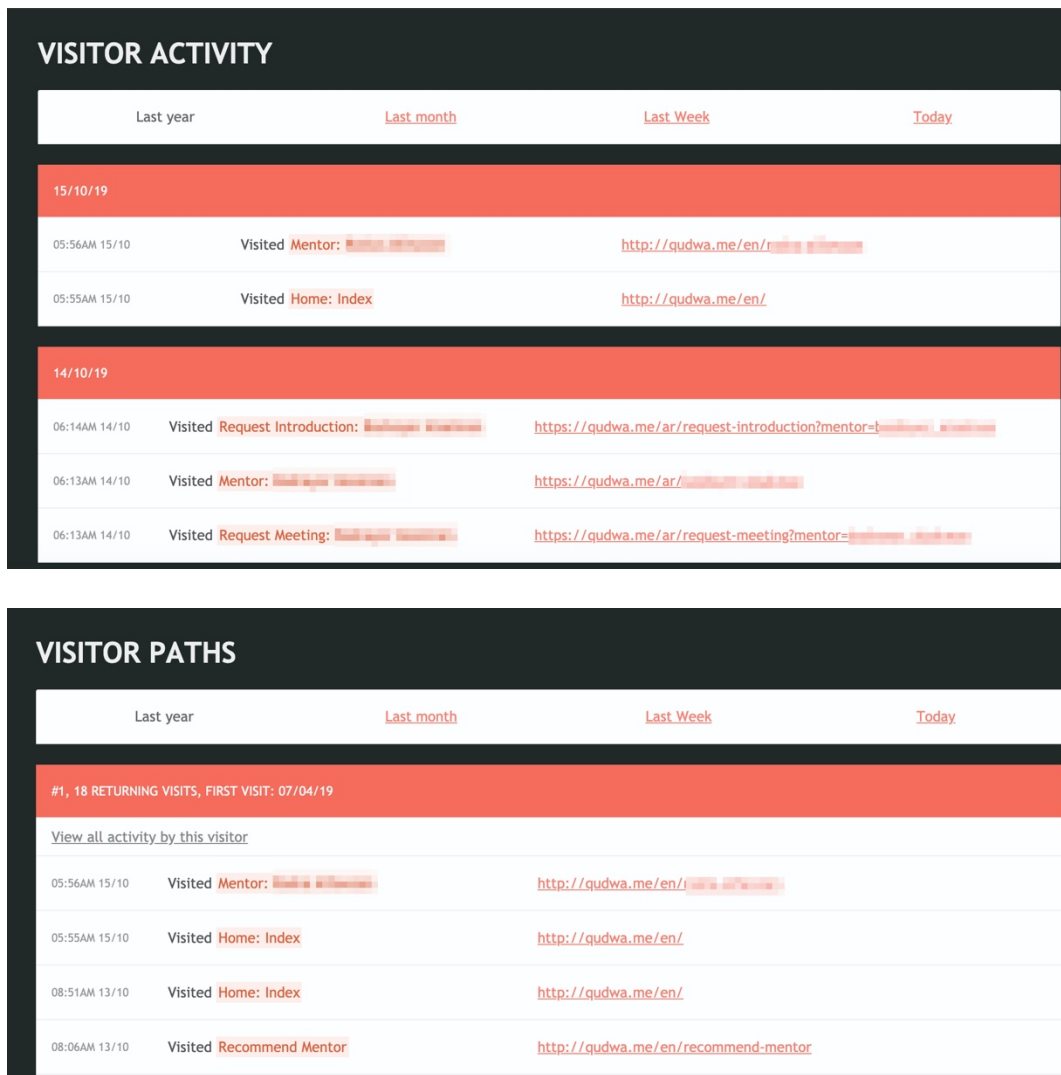 VISITOR ACTIVITY
Last year Last month Last Week Today
15/10/19
05:56AM 15/10 Visited Mentor: http://qudwa.me/en/
05:55AM 15/10 Visited Home: Index http://qudwa.me/en/
14/10/19
06:14AM 14/10 Visited Request Introduction: https://qudwa.me/ar/request-introduction?mentor=
06:13AM 14/10 Visited Mentor: https://qudwa.me/ar/
06:13AM 14/10 Visited Request Meeting: https://qudwa.me/ar/request-meeting?mentor=
VISITOR PATHS
Last year Last month Last Week Today
#1, 18 RETURNING VISITS, FIRST VISIT: 07/04/19
View all activity by this visitor
05:56AM 15/10 Visited Mentor: http://qudwa.me/en/
05:55AM 15/10 Visited Home: Index http://qudwa.me/en/
08:51AM 13/10 Visited Home: Index http://qudwa.me/en/
08:06AM 13/10 Visited Recommend Mentor http://qudwa.me/en/recommend-mentor